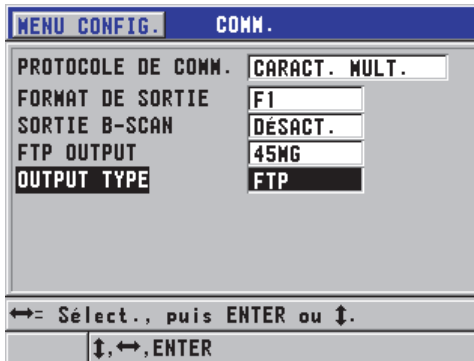 MENU CONFIG. COMM.
PROTOCOLE DE COMM. CARACT. MULT.
FORMAT DE SORTIE F1
SORTIE B-SCAN DÉSACT.
FTP OUTPUT 45MG
OUTPUT TYPE FTP
↔= Sélect., puis ENTER ou ↕.
↕,↔,ENTER